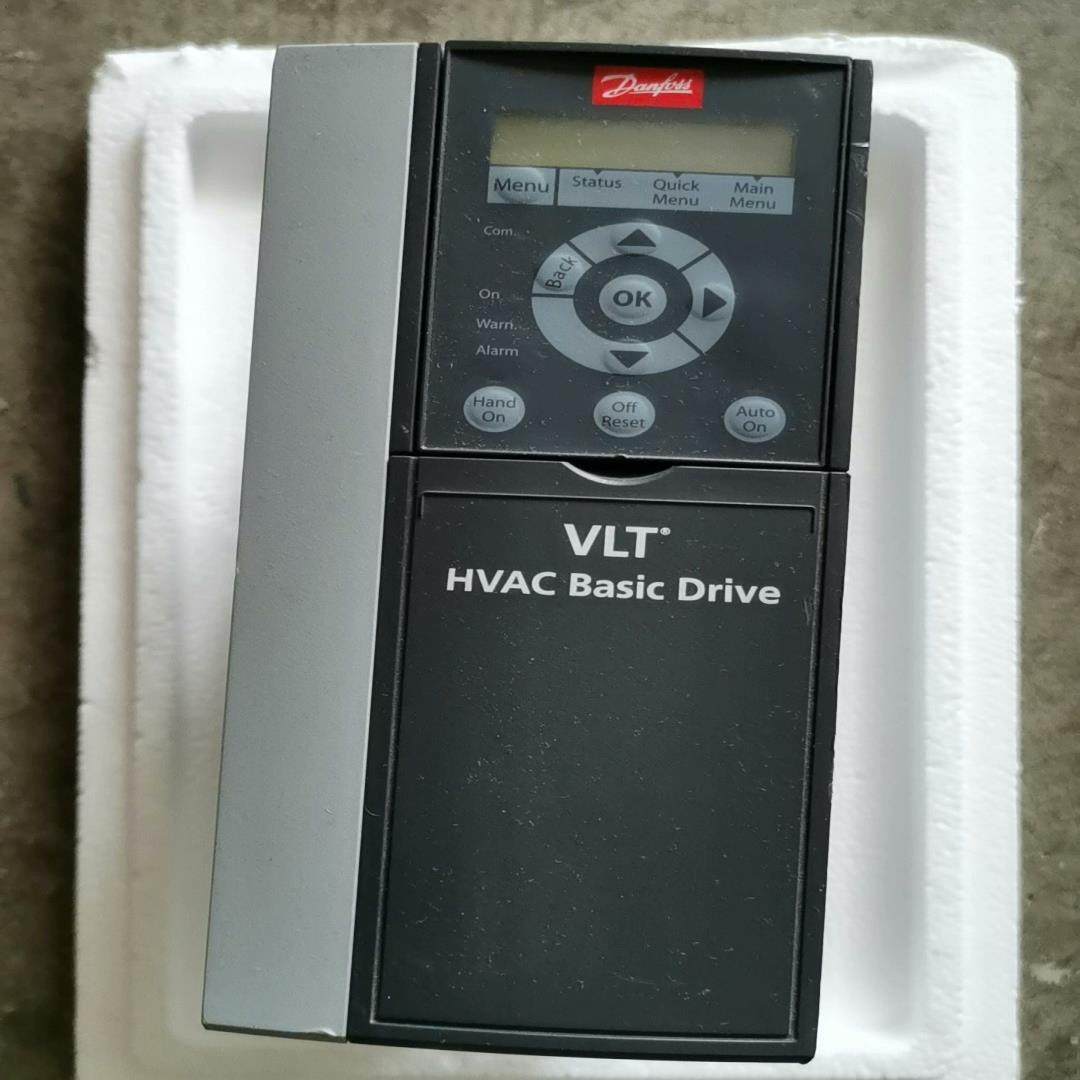 Danfoss
Menu
Status
Quick Menu
Main Menu
Com.
Back
On
OK
Warn.
Alarm
Hand On
Off Reset
Auto On
VLT®
HVAC Basic Drive